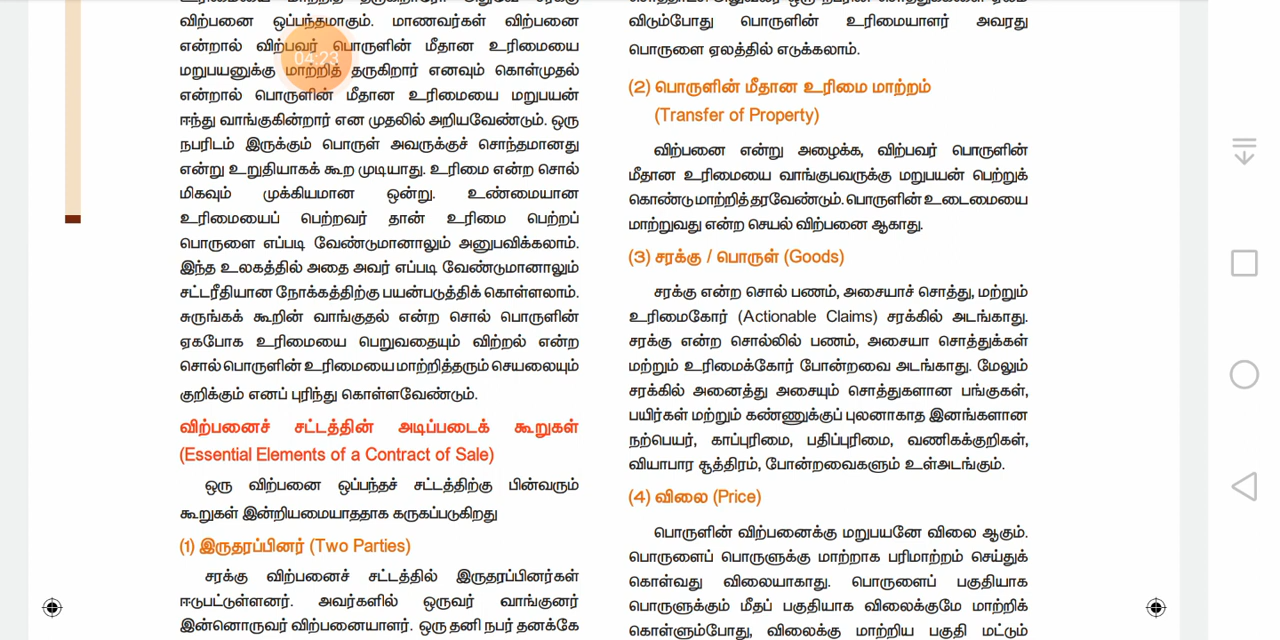 விற்பனை ஒப்பந்தமாகும். மாணவர்கள் விற்பனை
என்றால் விற்பவர் பொருளின் மீதான உரிமையை
மறுபயனுக்கு மாற்றித் தருகிறார் எனவும் கொள்முதல்
என்றால் பொருளின் மீதான உரிமையை மறுபயன்
ஈந்து வாங்குகின்றார் என முதலில் அறியவேண்டும். ஒரு
நபரிடம் இருக்கும் பொருள் அவருக்குச் சொந்தமானது
என்று உறுதியாகக் கூற முடியாது. உரிமை என்ற சொல்
மிகவும் முக்கியமான ஒன்று. உண்மையான
உரிமையைப் பெற்றவர் தான் உரிமை பெற்றப்
பொருளை எப்படி வேண்டுமானாலும் அனுபவிக்கலாம்.
இந்த உலகத்தில் அதை அவர் எப்படி வேண்டுமானாலும்
சட்டரீதியான நோக்கத்திற்கு பயன்படுத்திக் கொள்ளலாம்.
சுருங்கக் கூறின் வாங்குதல் என்ற சொல் பொருளின்
ஏகபோக உரிமையை பெறுவதையும் விற்றல் என்ற
சொல் பொருளின் உரிமையை மாற்றித்தரும் செயலையும்
குறிக்கும் எனப் புரிந்து கொள்ளவேண்டும்.
விற்பனைச் சட்டத்தின் அடிப்படைக் கூறுகள்
(Essential Elements of a Contract of Sale)
ஒரு விற்பனை ஒப்பந்தச் சட்டத்திற்கு பின்வரும்
கூறுகள் இன்றியமையாததாக கருகப்படுகிறது
(1) இருதரப்பினர் (Two Parties)
சரக்கு விற்பனைச் சட்டத்தில் இருதரப்பினர்கள்
ஈடுபட்டுள்ளனர். அவர்களில் ஒருவர் வாங்குனர்
இன்னொருவர் விற்பனையாளர். ஒரு தனி நபர் தனக்கே
04:23
விடும்போது பொருளின் உரிமையாளர் அவரது
பொருளை ஏலத்தில் எடுக்கலாம்.
(2) பொருளின் மீதான உரிமை மாற்றம்
(Transfer of Property)
விற்பனை என்று அழைக்க, விற்பவர் பொருளின்
மீதான உரிமையை வாங்குபவருக்கு மறுபயன் பெற்றுக்
கொண்டு மாற்றித் தரவேண்டும். பொருளின் உடைமையை
மாற்றுவது என்ற செயல் விற்பனை ஆகாது.
(3) சரக்கு / பொருள் (Goods)
சரக்கு என்ற சொல் பணம், அசையாச் சொத்து, மற்றும்
உரிமைகோர் (Actionable Claims) சரக்கில் அடங்காது.
சரக்கு என்ற சொல்லில் பணம், அசையா சொத்துக்கள்
மற்றும் உரிமைக்கோர் போன்றவை அடங்காது. மேலும்
சரக்கில் அனைத்து அசையும் சொத்துகளான பங்குகள்,
பயிர்கள் மற்றும் கண்ணுக்குப் புலனாகாத இனங்களான
நற்பெயர், காப்புரிமை, பதிப்புரிமை, வணிகக்குறிகள்,
வியாபார சூத்திரம், போன்றவைகளும் உள்அடங்கும்.
(4) விலை (Price)
பொருளின் விற்பனைக்கு மறுபயனே விலை ஆகும்.
பொருளைப் பொருளுக்கு மாற்றாக பரிமாற்றம் செய்துக்
கொள்வது விலையாகாது. பொருளைப் பகுதியாக
பொருளுக்கும் மீதப் பகுதியாக விலைக்குமே மாற்றிக்
கொள்ளும்போது, விலைக்கு மாற்றிய பகுதி மட்டும்